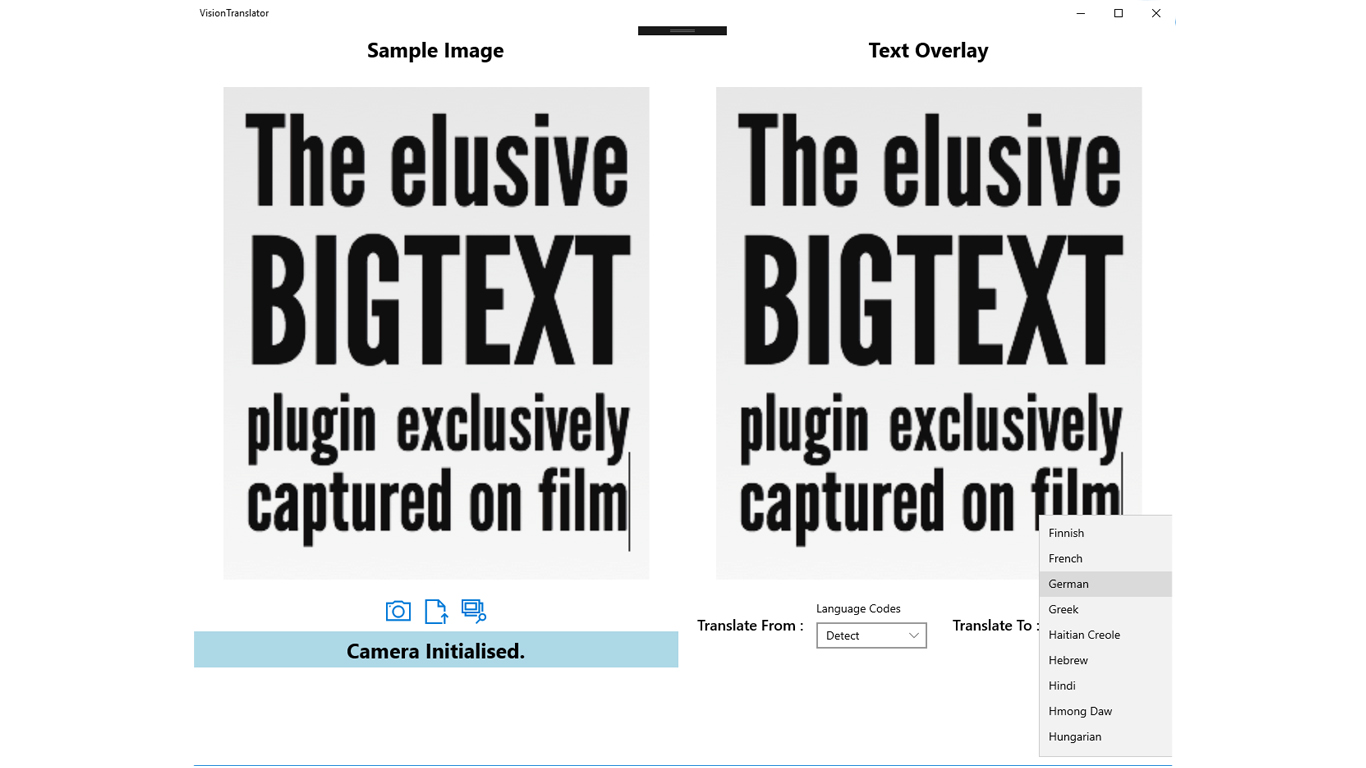 VisionTranslator
Sample Image
Text Overlay
The elusive
BIGTEXT
plugin exclusively
captured on film
The elusive
BIGTEXT
plugin exclusively
captured on film
Camera Initialised.
Translate From :
Language Codes
Detect
Translate To :
Finnish
French
German
Greek
Haitian Creole
Hebrew
Hindi
Hmong Daw
Hungarian